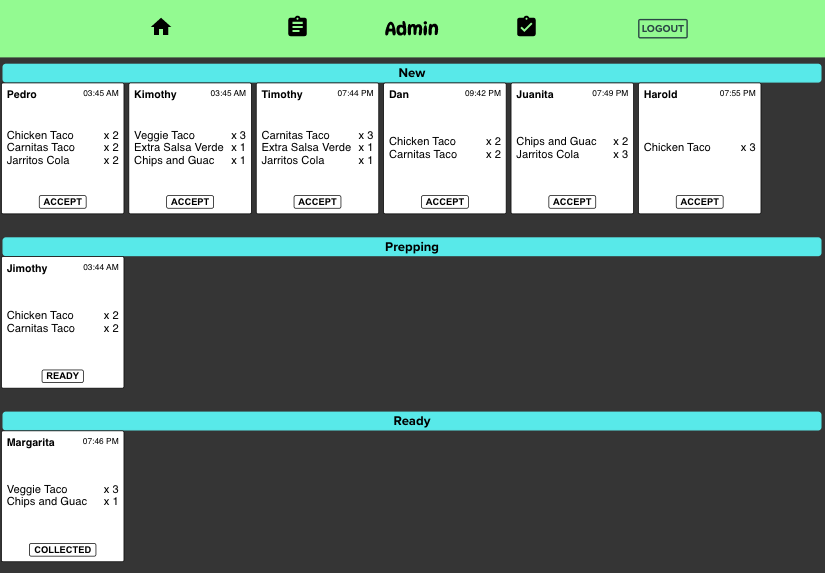 Admin
LOGOUT
New
Pedro 03:45 AM
Chicken Taco x 2
Carnitas Taco x 2
Jarritos Cola x 2
ACCEPT
Kimothy 03:45 AM
Veggie Taco x 3
Extra Salsa Verde x 1
Chips and Guac x 1
ACCEPT
Timothy 07:44 PM
Carnitas Taco x 3
Extra Salsa Verde x 1
Jarritos Cola x 1
ACCEPT
Dan 09:42 PM
Chicken Taco x 2
Carnitas Taco x 2
ACCEPT
Juanita 07:49 PM
Chips and Guac x 2
Jarritos Cola x 3
ACCEPT
Harold 07:55 PM
Chicken Taco x 3
ACCEPT
Prepping
Jimothy 03:44 AM
Chicken Taco x 2
Carnitas Taco x 2
READY
Ready
Margarita 07:46 PM
Veggie Taco x 3
Chips and Guac x 1
COLLECTED